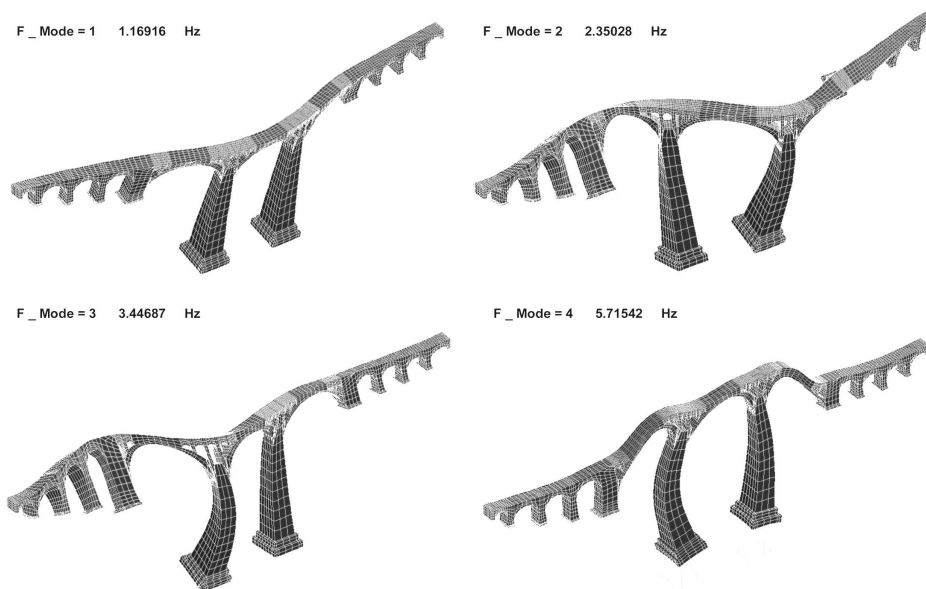 F _ Mode = 1 1.16916 Hz
F _ Mode = 2 2.35028 Hz
F _ Mode = 3 3.44687 Hz
F _ Mode = 4 5.71542 Hz